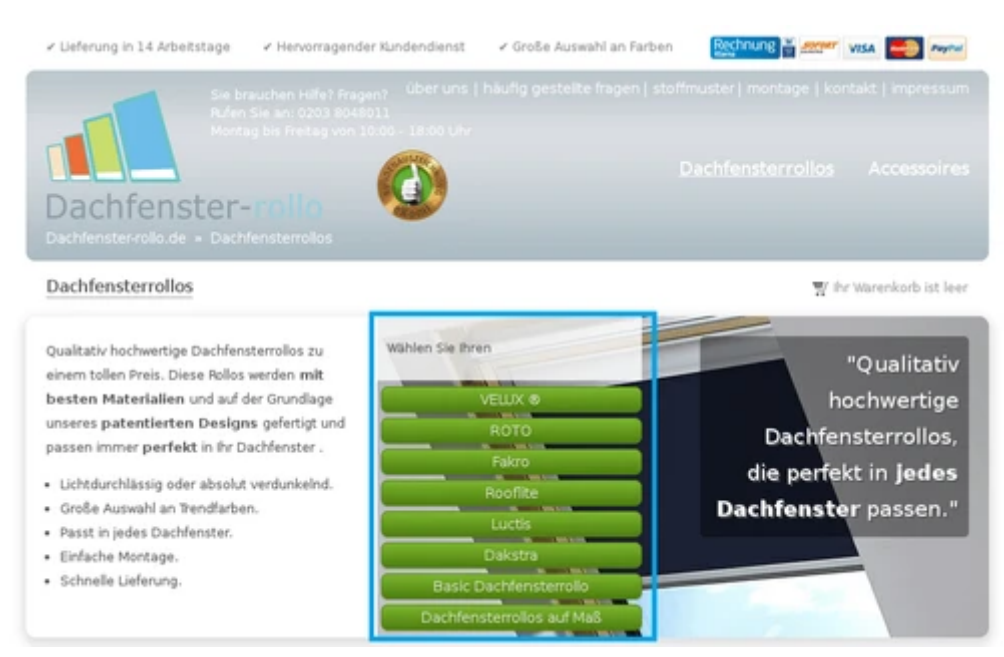 ✔ Lieferung in 14 Arbeitstage ✔ Hervorragender Kundendienst ✔ Große Auswahl an Farben
Rechnung SOFORT VISA MasterCard PayPal
Sie brauchen Hilfe? Fragen?
Rufen Sie an: 0203 8048011
Montag bis Freitag von 10:00 - 18:00 Uhr
über uns | häufig gestellte fragen | stoffmuster | montage | kontakt | impressum
Dachfensterrollos Accessoires
Dachfenster-rollo
Dachfenster-rollo.de » Dachfensterrollos
Dachfensterrollos
Ihr Warenkorb ist leer
Qualitativ hochwertige Dachfensterrollos zu
einem tollen Preis. Diese Rollos werden mit
besten Materialien und auf der Grundlage
unseres patentierten Designs gefertigt und
passen immer perfekt in Ihr Dachfenster .
• Lichtdurchlässig oder absolut verdunkelnd.
• Große Auswahl an Trendfarben.
• Passt in jedes Dachfenster.
• Einfache Montage.
• Schnelle Lieferung.
Wählen Sie Ihren
VELUX ®
ROTO
Fakro
Rooflite
Luctis
Dakstra
Basic Dachfensterrollo
Dachfensterrollos auf Maß
"Qualitativ
hochwertige
Dachfensterrollos,
die perfekt in jedes
Dachfenster passen."